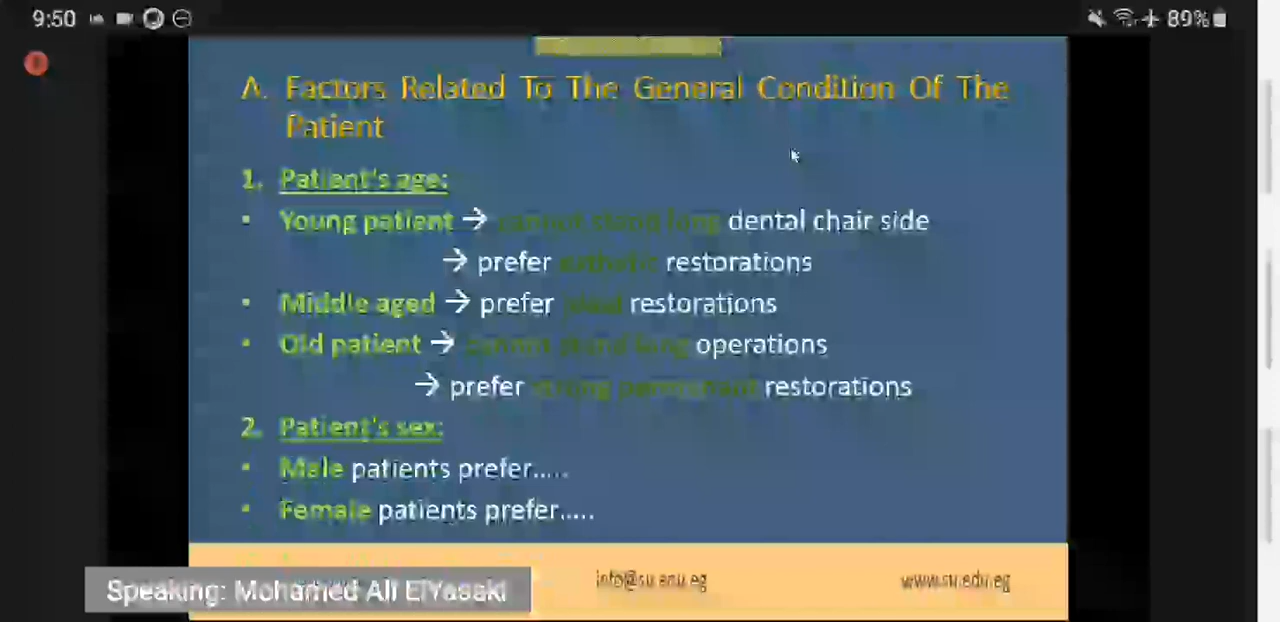 9:50
89%
A. Factors Related To The General Condition Of The
Patient
1. Patient's age:
• Young patient → cannot stand long dental chair side
→ prefer esthetic restorations
• Middle aged → prefer restorations
• Old patient → cannot stand long operations
→ prefer strong permanent restorations
2. Patient's sex:
• Male patients prefer.....
• Female patients prefer.....
Speaking: Mohamed Ali ElYasaki
info@su.edu.eg
www.su.edu.eg